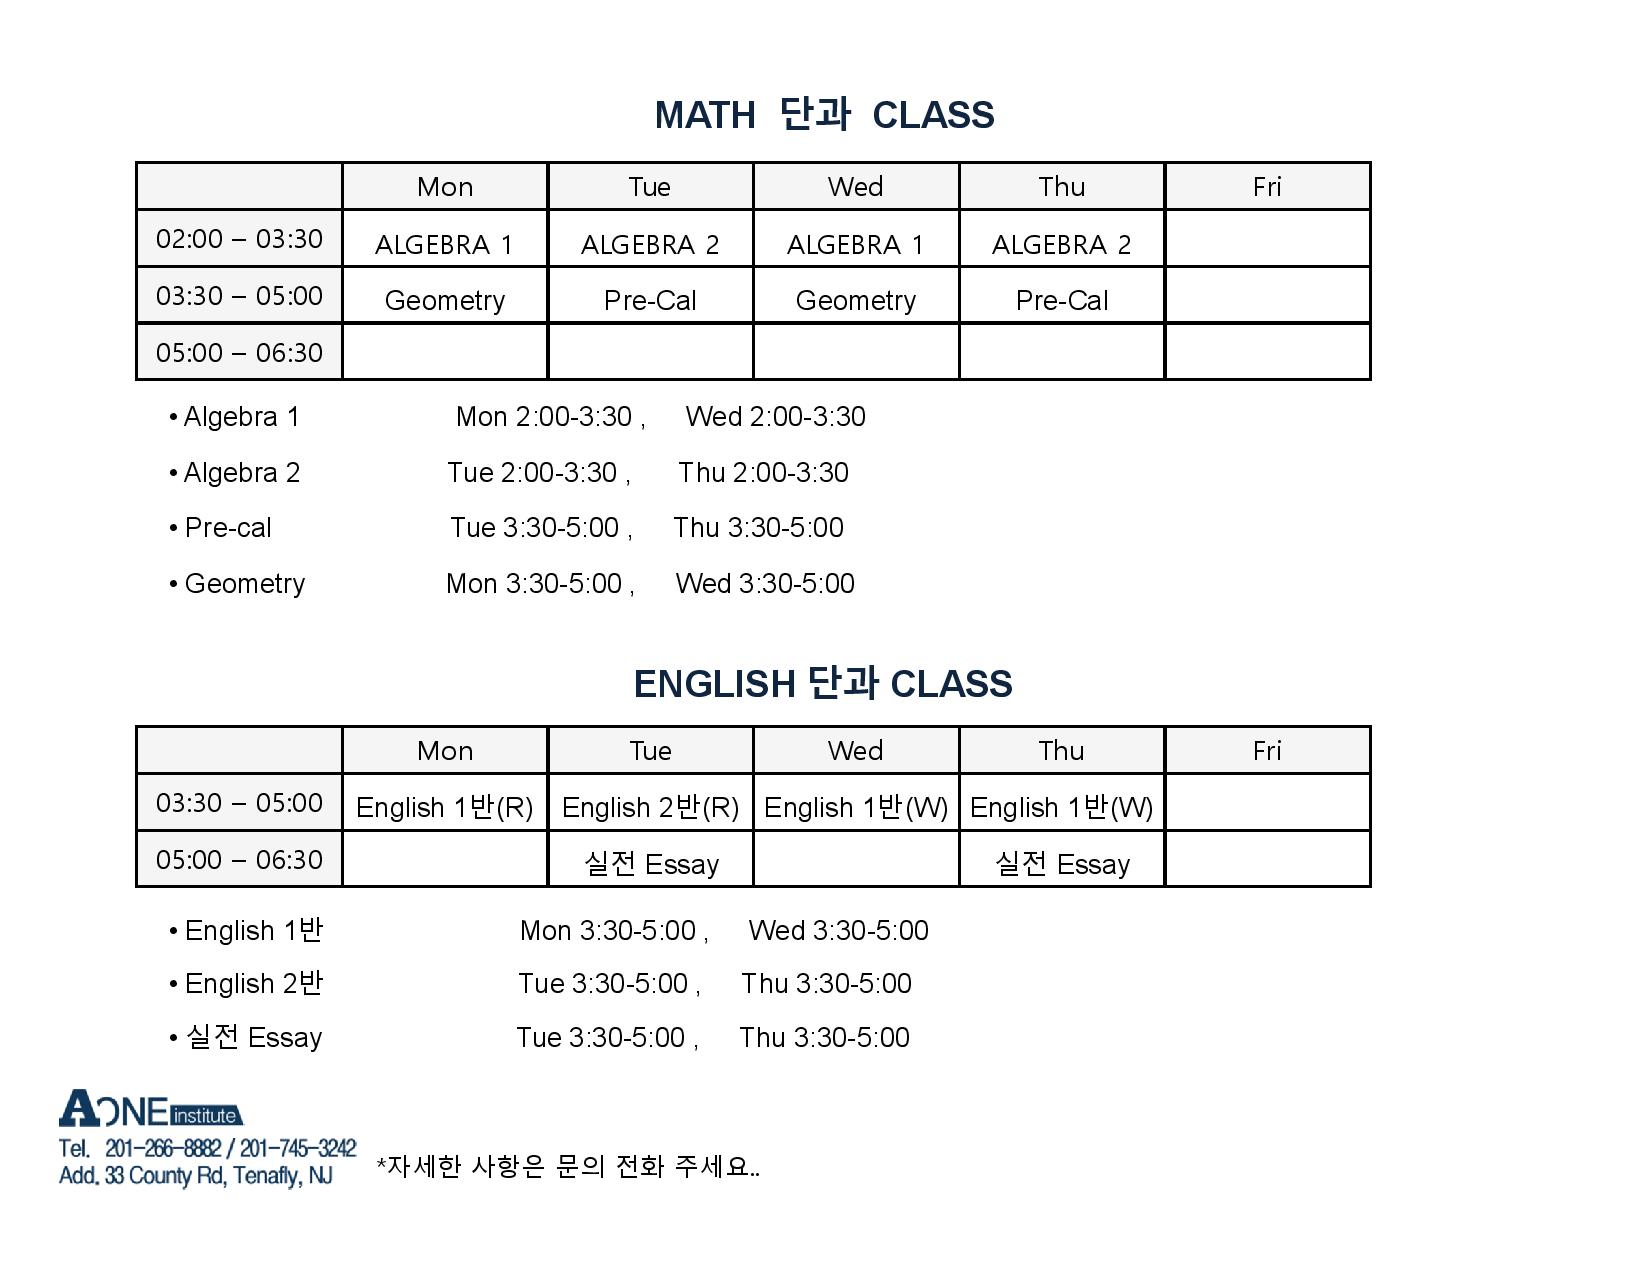 MATH 단과 CLASS
Mon Tue Wed Thu Fri
02:00 – 03:30 ALGEBRA 1 ALGEBRA 2 ALGEBRA 1 ALGEBRA 2
03:30 – 05:00 Geometry Pre-Cal Geometry Pre-Cal
05:00 – 06:30
• Algebra 1 Mon 2:00-3:30 , Wed 2:00-3:30
• Algebra 2 Tue 2:00-3:30 , Thu 2:00-3:30
• Pre-cal Tue 3:30-5:00 , Thu 3:30-5:00
• Geometry Mon 3:30-5:00 , Wed 3:30-5:00
ENGLISH 단과 CLASS
Mon Tue Wed Thu Fri
03:30 – 05:00 English 1반(R) English 2반(R) English 1반(W) English 1반(W)
05:00 – 06:30 실전 Essay 실전 Essay
• English 1반 Mon 3:30-5:00 , Wed 3:30-5:00
• English 2반 Tue 3:30-5:00 , Thu 3:30-5:00
• 실전 Essay Tue 3:30-5:00 , Thu 3:30-5:00
AONE institute
Tel. 201-266-8882 / 201-745-3242
Add. 33 County Rd, Tenafly, NJ *자세한 사항은 문의 전화 주세요..